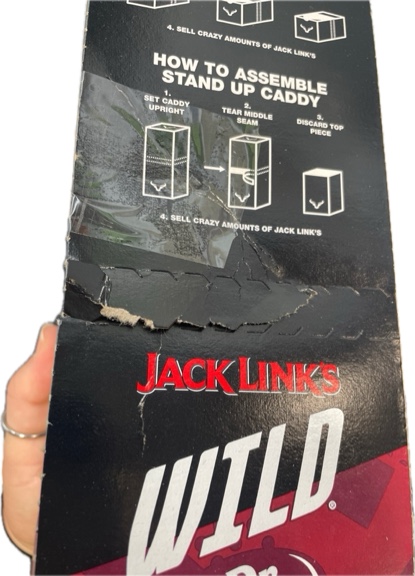 4. SELL CRAZY AMOUNTS OF JACK LINK'S
HOW TO ASSEMBLE
STAND UP CADDY
1.
SET CADDY
UPRIGHT
2.
TEAR MIDDLE
SEAM
3.
DISCARD TOP
PIECE
4. SELL CRAZY AMOUNTS OF JACK LINK'S
JACK LINK'S
WILD®
Dr